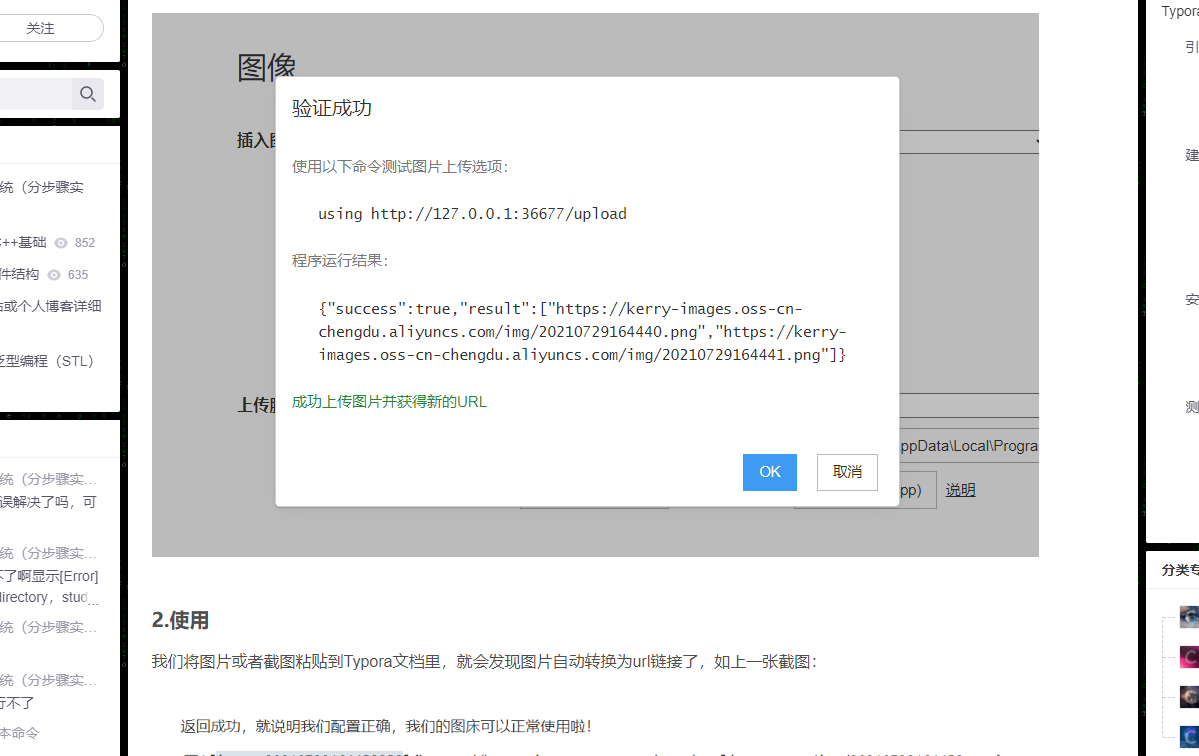 关注
统（分步骤实
C++基础 852
件结构 635
站或个人博客详细
泛型编程（STL）
统（分步骤实...
误解决了吗，可
统（分步骤实...
不了啊显示[Error]
directory，stud...
统（分步骤实...
统（分步骤实...
行不了
本命令
图像
插入图
验证成功
使用以下命令测试图片上传选项：
using http://127.0.0.1:36677/upload
程序运行结果：
{"success":true,"result":["https://kerry-images.oss-cn-
chengdu.aliyuncs.com/img/20210729164440.png","https://kerry-
images.oss-cn-chengdu.aliyuncs.com/img/20210729164441.png"]}
成功上传图片并获得新的URL
OK
取消
上传服
ppData\Local\Progra
pp)
说明
2.使用
我们将图片或者截图粘贴到Typora文档里，就会发现图片自动转换为url链接了，如上一张截图：
返回成功，就说明我们配置正确，我们的图床可以正常使用啦！
Typora
引
建
安
测
分类专